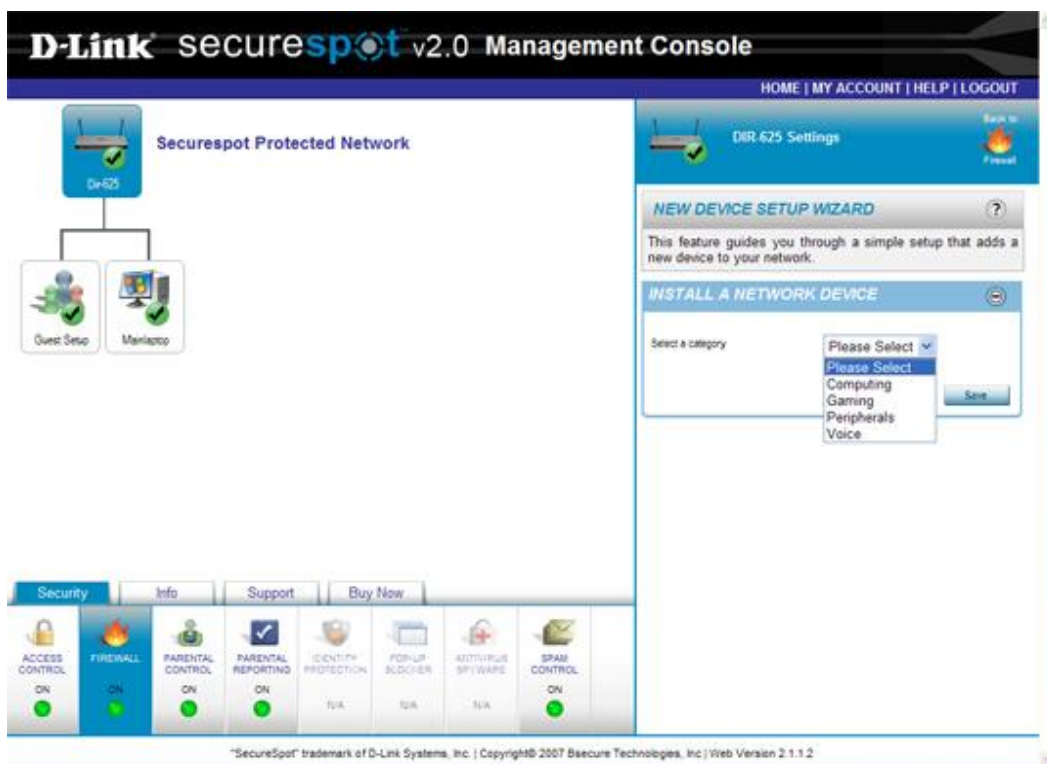 D-Link securespot v2.0 Management Console
HOME | MY ACCOUNT | HELP | LOGOUT
Dir-625
Securespot Protected Network
Guest Setup
Mainlaptop
DIR-625 Settings
Back to
Firewall
NEW DEVICE SETUP WIZARD
?
This feature guides you through a simple setup that adds a
new device to your network.
INSTALL A NETWORK DEVICE
Select a category
Please Select
Please Select
Computing
Gaming
Peripherals
Voice
Save
Security
Info
Support
Buy Now
ACCESS
CONTROL
ON
FIREWALL
ON
PARENTAL
CONTROL
ON
PARENTAL
REPORTING
ON
IDENTITY
PROTECTION
N/A
POP-UP
BLOCKER
N/A
ANTIVIRUS
SPYWARE
N/A
SPAM
CONTROL
ON
"SecureSpot" trademark of D-Link Systems, Inc. | Copyright© 2007 Bsecure Technologies, Inc | Web Version 2.1.1.2